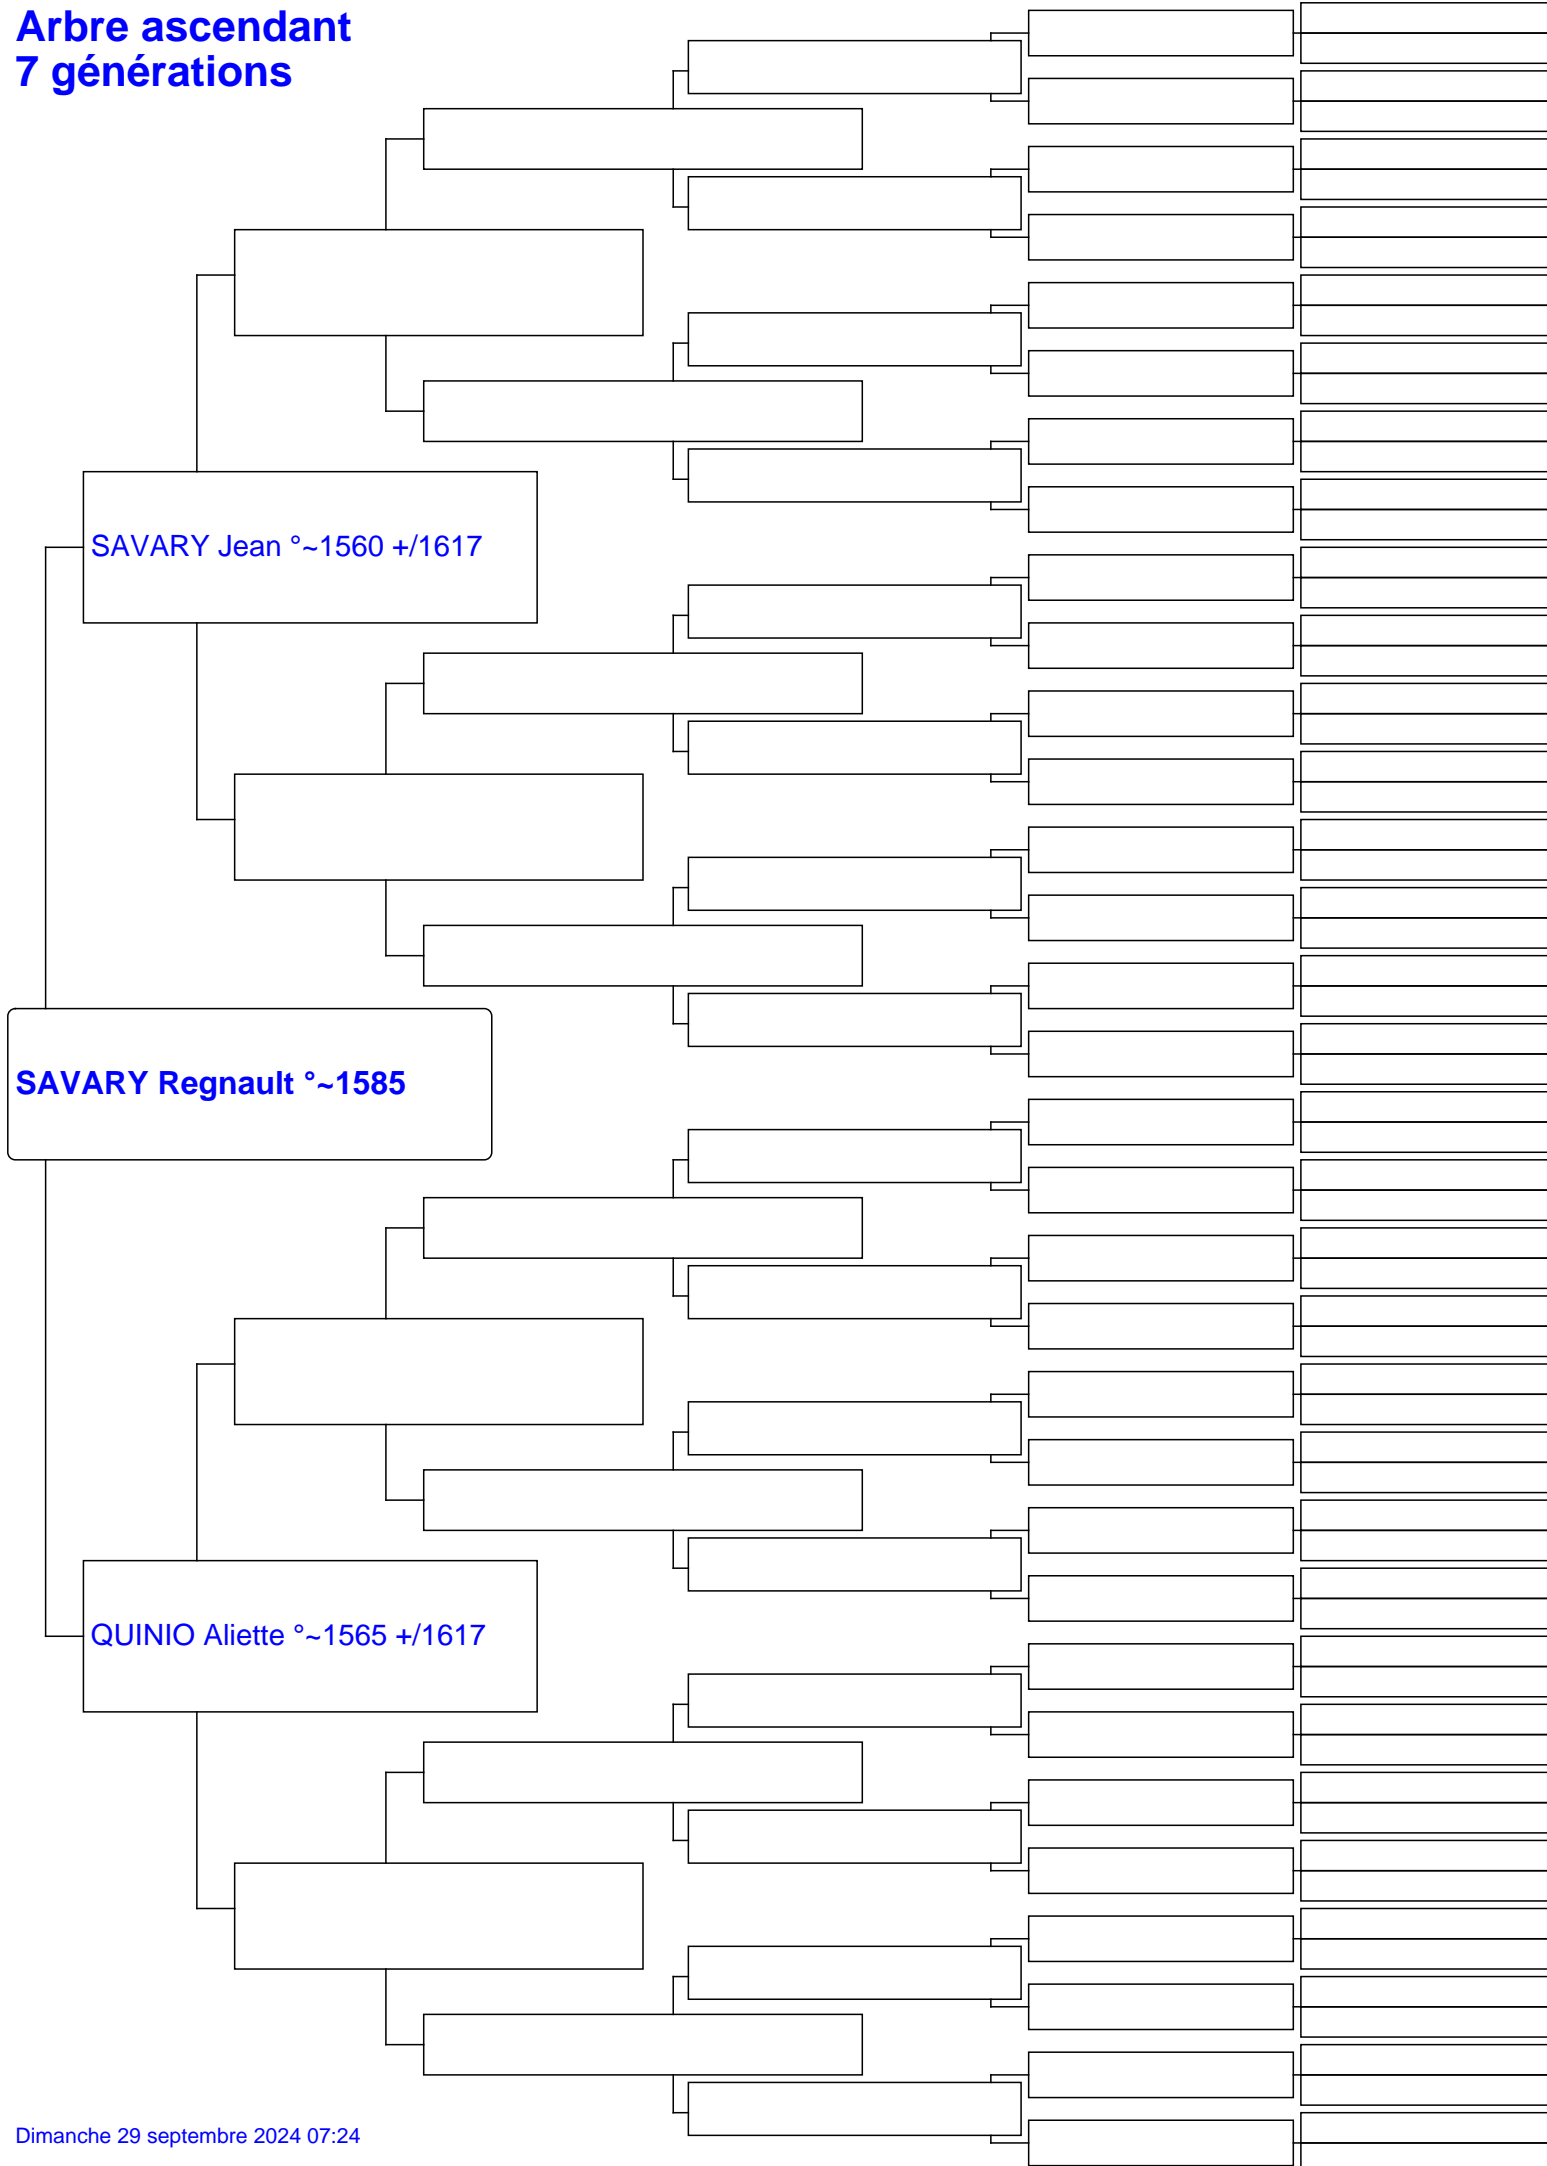 Arbre ascendant
7 générations
SAVARY Jean °~1560 +/1617
SAVARY Regnault °~1585
QUINIO Aliette °~1565 +/1617
Dimanche 29 septembre 2024 07:24